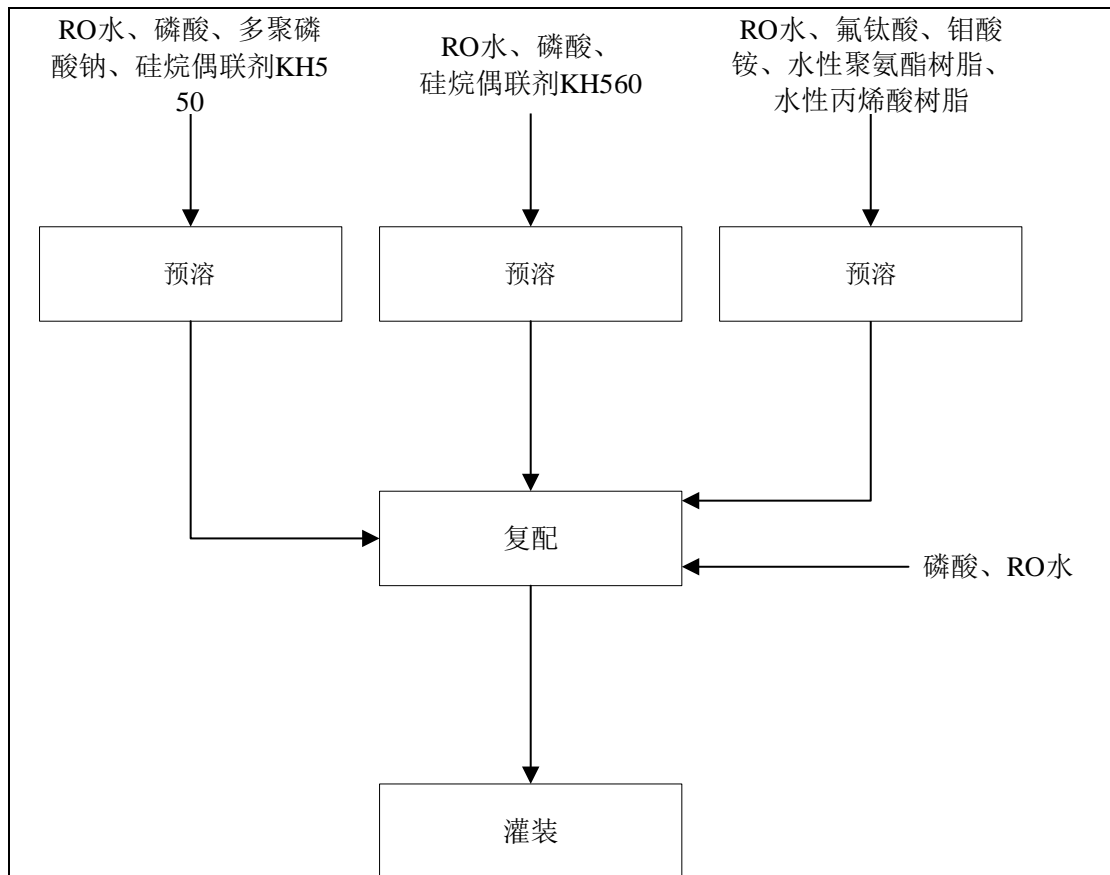 RO水、磷酸、多聚磷
酸钠、硅烷偶联剂KH5
50
RO水、磷酸、
硅烷偶联剂KH560
RO水、氟钛酸、钼酸
铵、水性聚氨酯树脂、
水性丙烯酸树脂
预溶
预溶
预溶
复配
磷酸、RO水
灌装